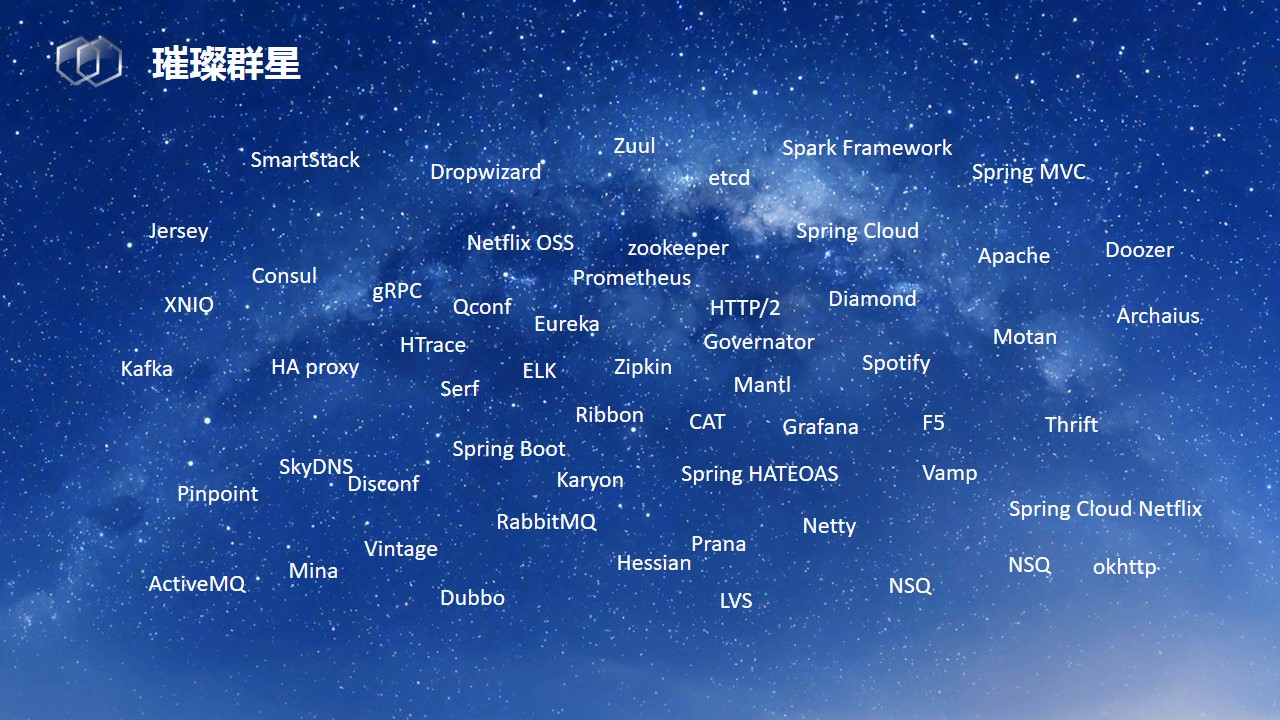 璀璨群星
Zuul
Spark Framework
SmartStack
Dropwizard
etcd
Spring MVC
Jersey
Spring Cloud
Netflix OSS
zookeeper
Doozer
Apache
Consul
Prometheus
gRPC
Diamond
XNIO
Qconf
HTTP/2
Archaius
Eureka
Motan
HTrace
Governator
Spotify
Kafka
HA proxy
ELK
Zipkin
Serf
Mantl
Ribbon
CAT
Grafana
F5
Thrift
Spring Boot
SkyDNS
Disconf
Karyon
Spring HATEOAS
Vamp
Pinpoint
Spring Cloud Netflix
RabbitMQ
Netty
Vintage
Prana
Hessian
NSQ
okhttp
Mina
ActiveMQ
NSQ
Dubbo
LVS